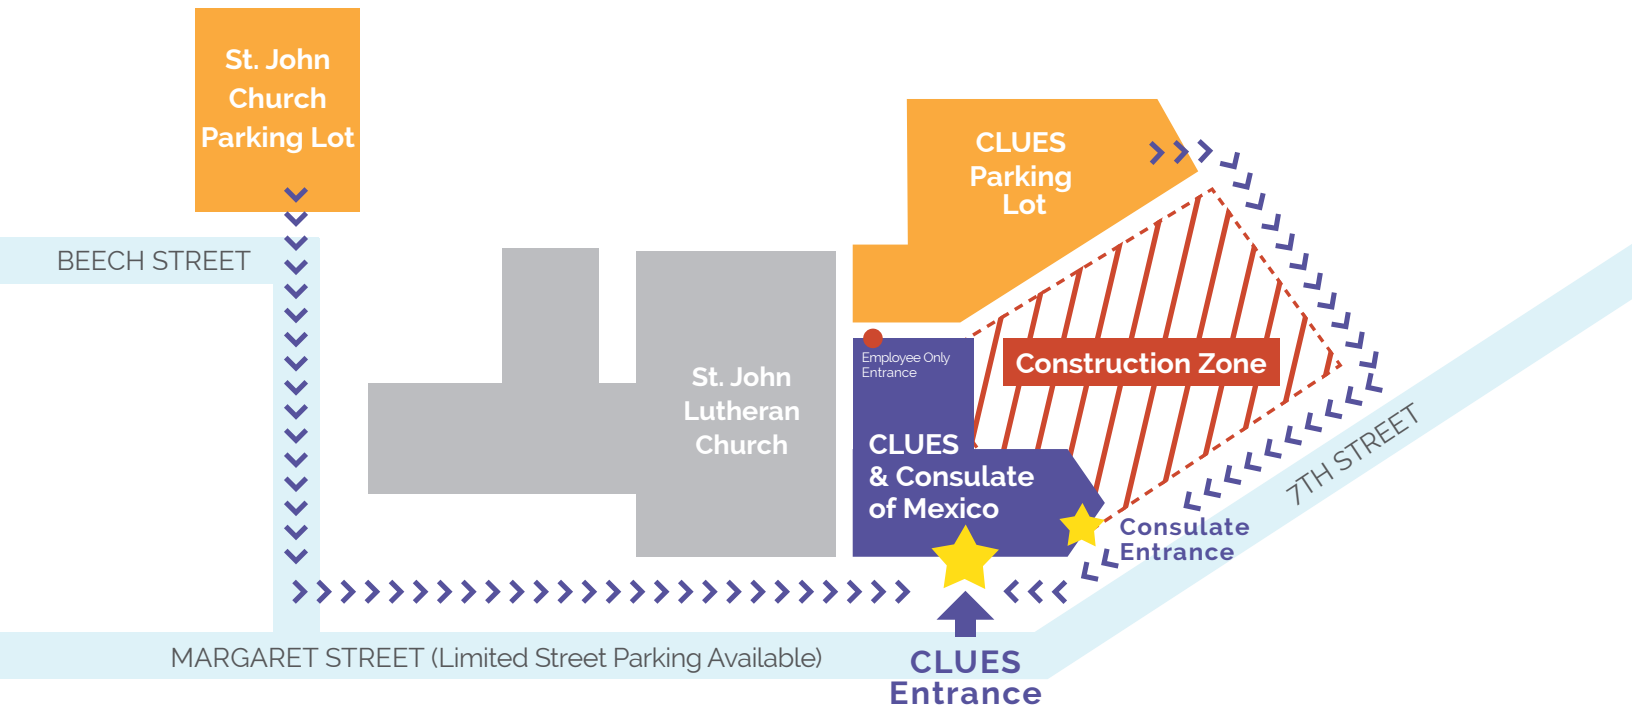 St. John
Church
Parking Lot
CLUES
Parking
Lot
BEECH STREET
Employee Only
Entrance
Construction Zone
St. John
Lutheran
Church
CLUES
& Consulate
of Mexico
7TH STREET
Consulate
Entrance
MARGARET STREET (Limited Street Parking Available)
CLUES
Entrance